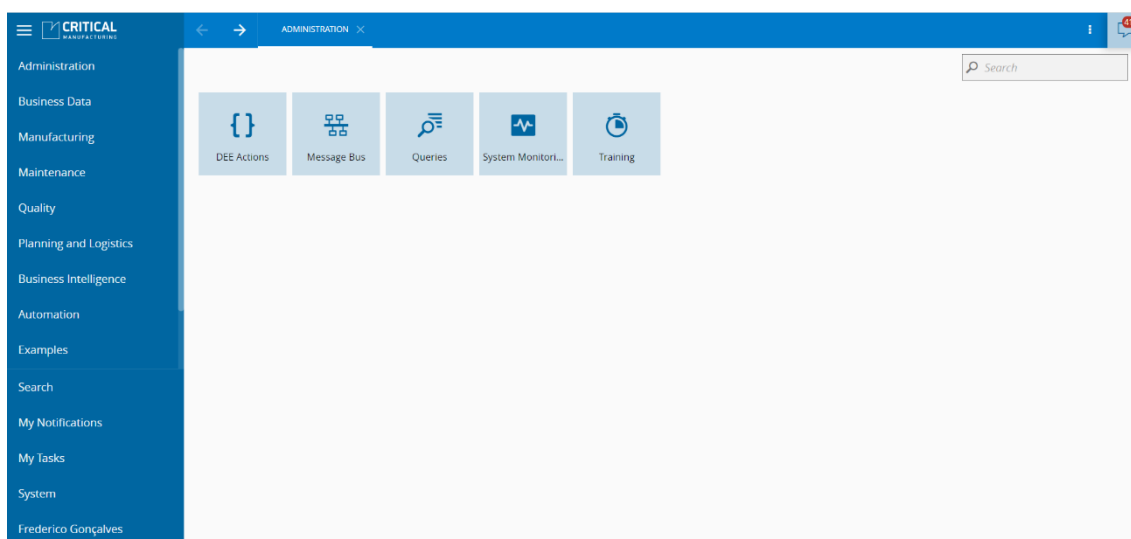 CRITICAL
MANUFACTURING
ADMINISTRATION
Administration
Business Data
Manufacturing
Maintenance
Quality
Planning and Logistics
Business Intelligence
Automation
Examples
Search
My Notifications
My Tasks
System
Frederico Gonçalves
Search
DEE Actions
Message Bus
Queries
System Monitori...
Training